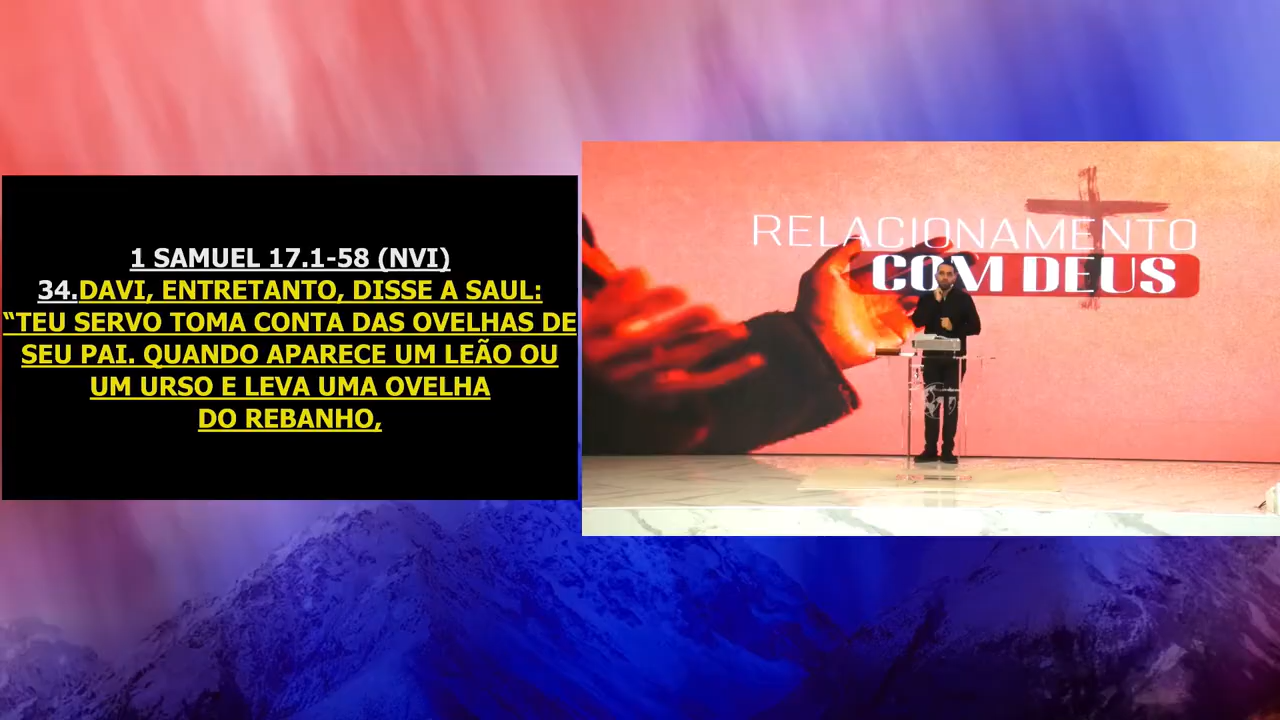 1 SAMUEL 17.1-58 (NVI)
34.DAVI, ENTRETANTO, DISSE A SAUL:
“TEU SERVO TOMA CONTA DAS OVELHAS DE
SEU PAI. QUANDO APARECE UM LEÃO OU
UM URSO E LEVA UMA OVELHA
DO REBANHO,
RELACIONAMENTO
COM DEUS